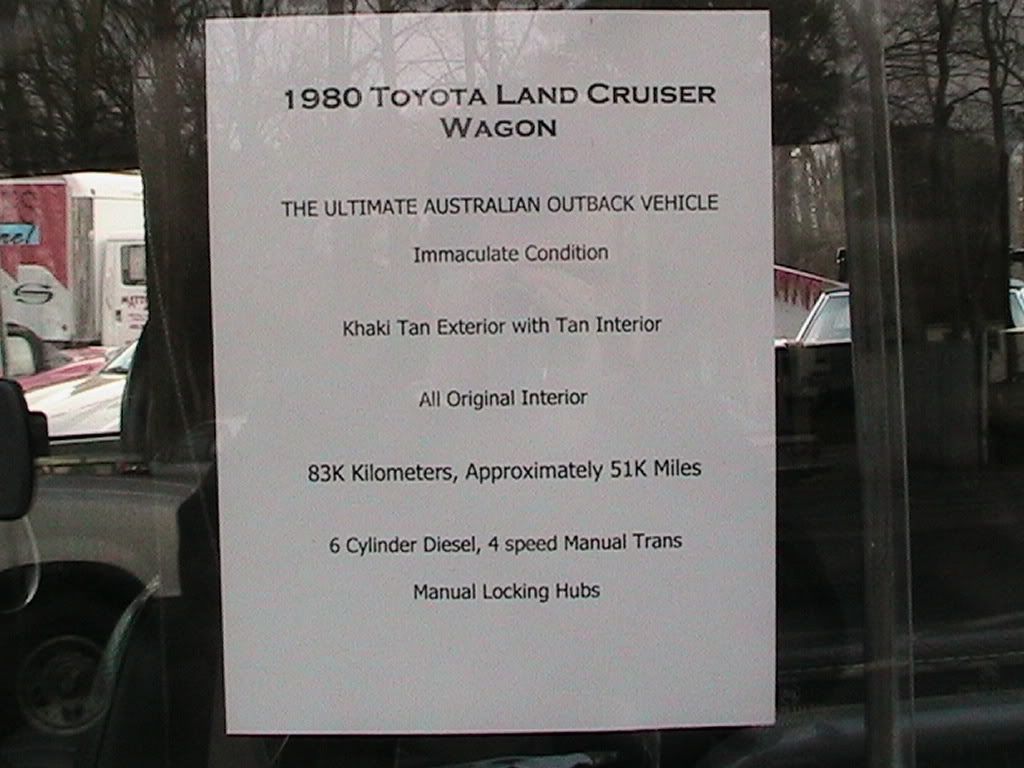 1980 TOYOTA LAND CRUISER
WAGON
THE ULTIMATE AUSTRALIAN OUTBACK VEHICLE
Immaculate Condition
Khaki Tan Exterior with Tan Interior
All Original Interior
83K Kilometers, Approximately 51K Miles
6 Cylinder Diesel, 4 speed Manual Trans
Manual Locking Hubs